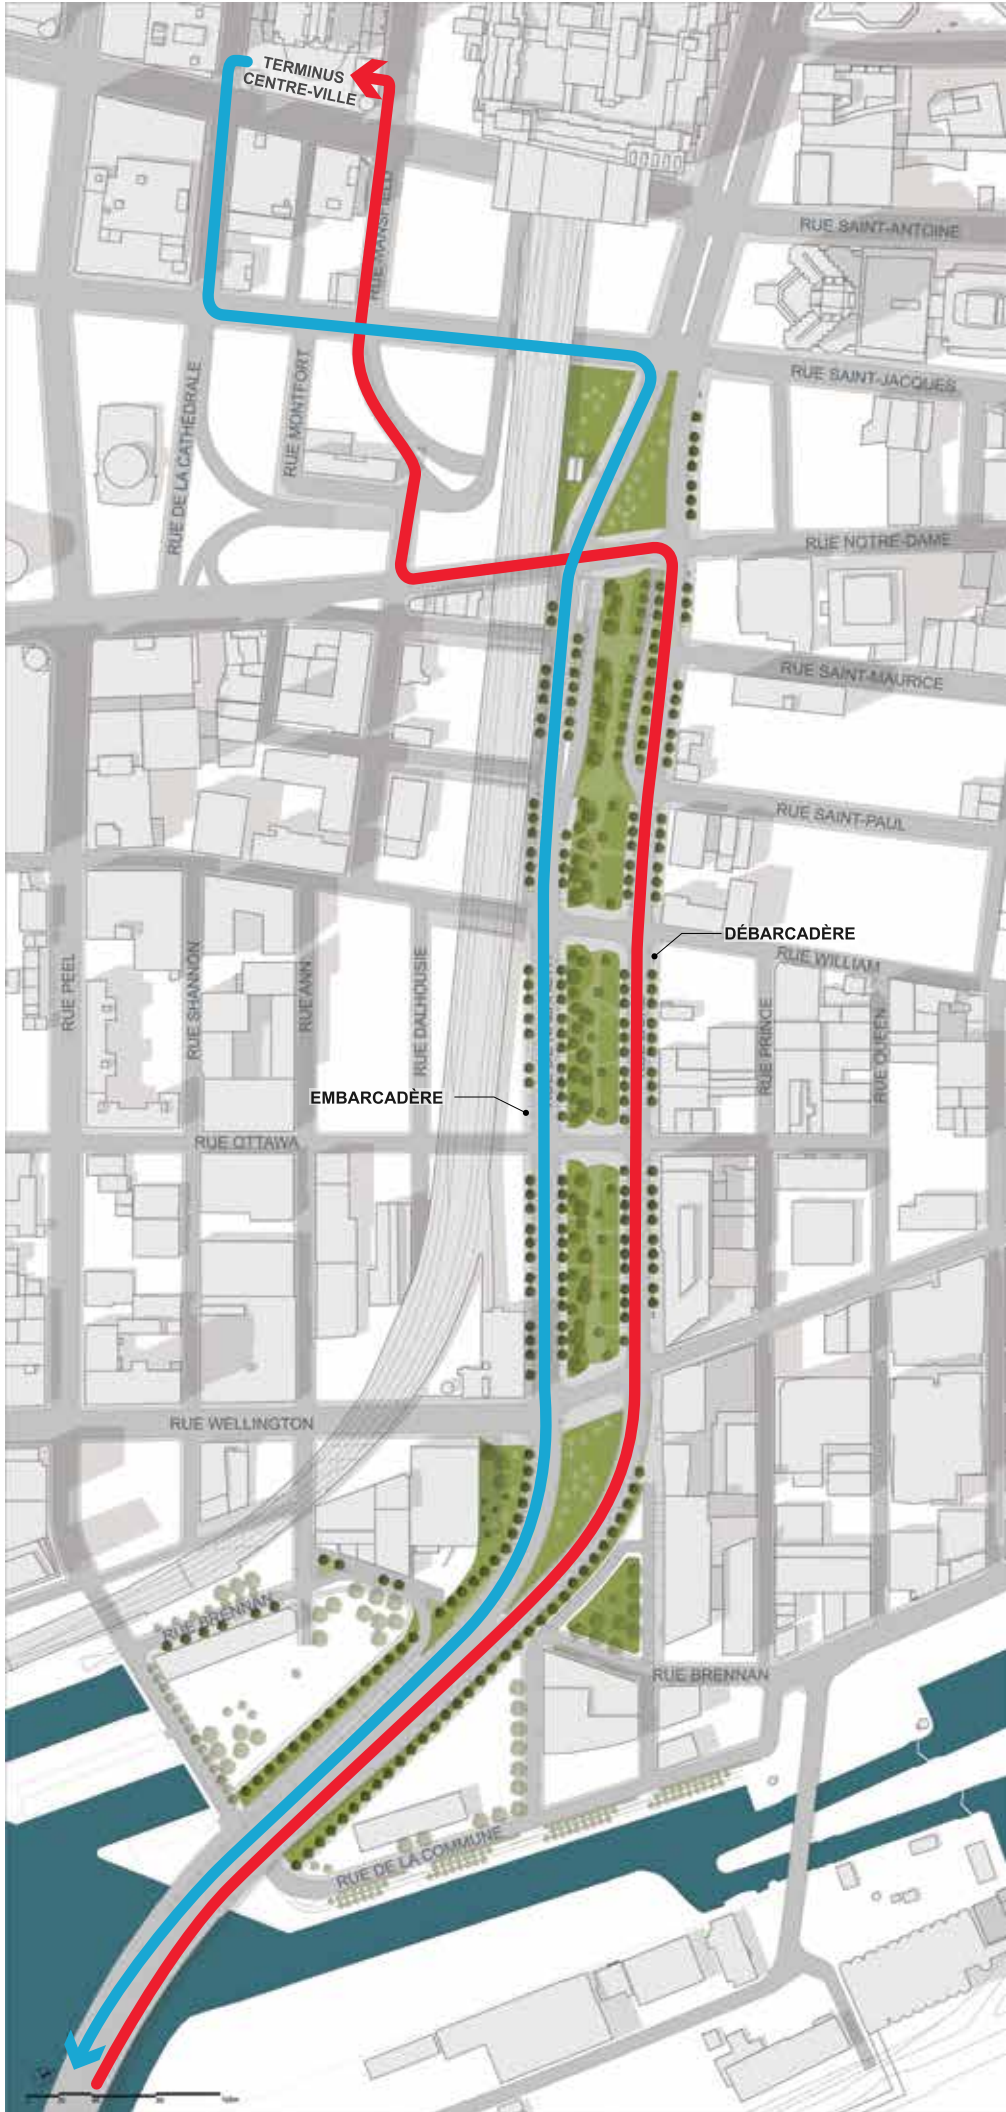 TERMINUS
CENTRE-VILLE
RUE MANSFIELD
RUE SAINT-ANTOINE
RUE SAINT-JACQUES
RUE MONTFORT
RUE DE LA CATHÉDRALE
RUE NOTRE-DAME
RUE SAINT-MAURICE
RUE SAINT-PAUL
DÉBARCADÈRE
RUE WILLIAM
RUE PEEL
RUE SHANNON
RUE ANN
RUE DALHOUSIE
RUE PRINCE
RUE QUEEN
EMBARCADÈRE
RUE OTTAWA
RUE WELLINGTON
RUE BRENNAN
RUE BRENNAN
RUE DE LA COMMUNE